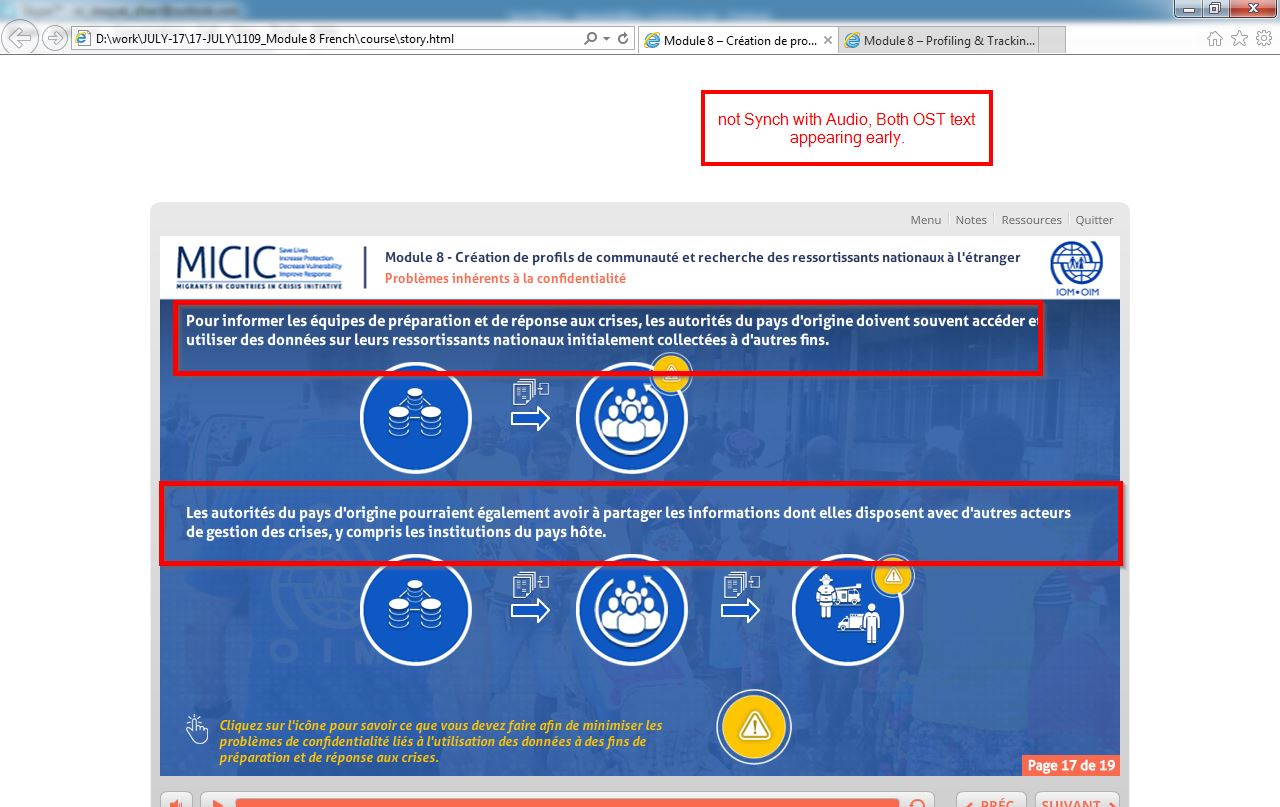 D:\work\JULY-17\17-JULY\1109_Module 8 French\course\story.html
Module 8 – Création de pro...
Module 8 – Profiling & Trackin...
not Synch with Audio, Both OST text
appearing early.
Menu Notes Ressources Quitter
MICIC
Save Lives
Increase Protection
Decrease Vulnerability
Improve Response
MIGRANTS IN COUNTRIES IN CRISIS INITIATIVE
Module 8 - Création de profils de communauté et recherche des ressortissants nationaux à l'étranger
Problèmes inhérents à la confidentialité
IOM•OIM
Pour informer les équipes de préparation et de réponse aux crises, les autorités du pays d'origine doivent souvent accéder et
utiliser des données sur leurs ressortissants nationaux initialement collectées à d'autres fins.
Les autorités du pays d'origine pourraient également avoir à partager les informations dont elles disposent avec d'autres acteurs
de gestion des crises, y compris les institutions du pays hôte.
OIM
Cliquez sur l'icône pour savoir ce que vous devez faire afin de minimiser les
problèmes de confidentialité liés à l'utilisation des données à des fins de
préparation et de réponse aux crises.
Page 17 de 19
PRÉC
SUIVANT